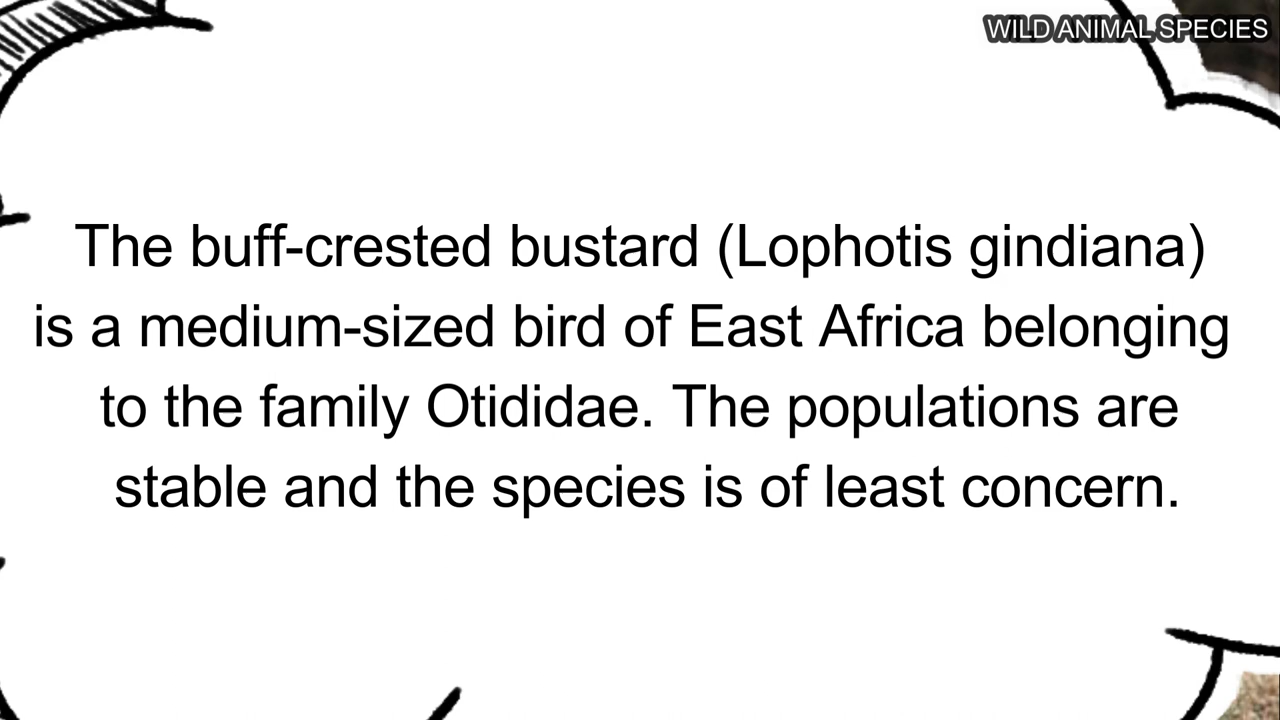 WILD ANIMAL SPECIES
The buff-crested bustard (Lophotis gindiana)
is a medium-sized bird of East Africa belonging
to the family Otididae. The populations are
stable and the species is of least concern.